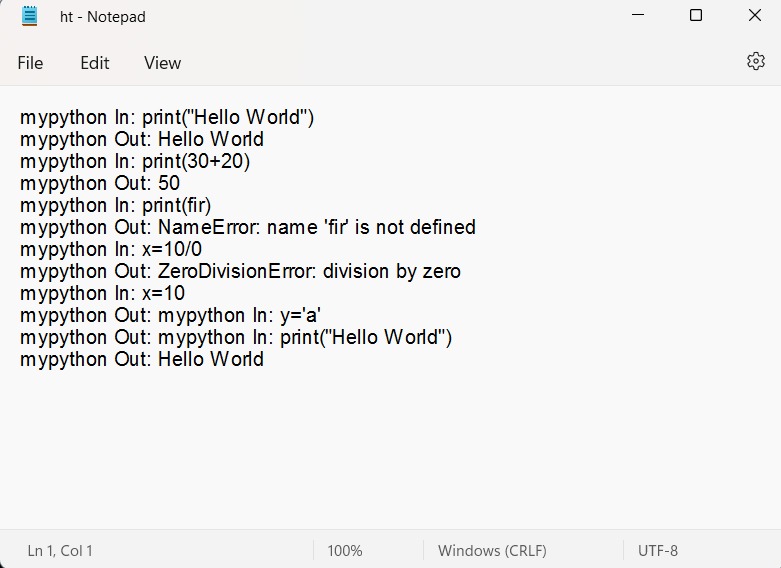 ht - Notepad
File Edit View
mypython In: print("Hello World")
mypython Out: Hello World
mypython In: print(30+20)
mypython Out: 50
mypython In: print(fir)
mypython Out: NameError: name 'fir' is not defined
mypython In: x=10/0
mypython Out: ZeroDivisionError: division by zero
mypython In: x=10
mypython Out: mypython In: y='a'
mypython Out: mypython In: print("Hello World")
mypython Out: Hello World
Ln 1, Col 1 100% Windows (CRLF) UTF-8